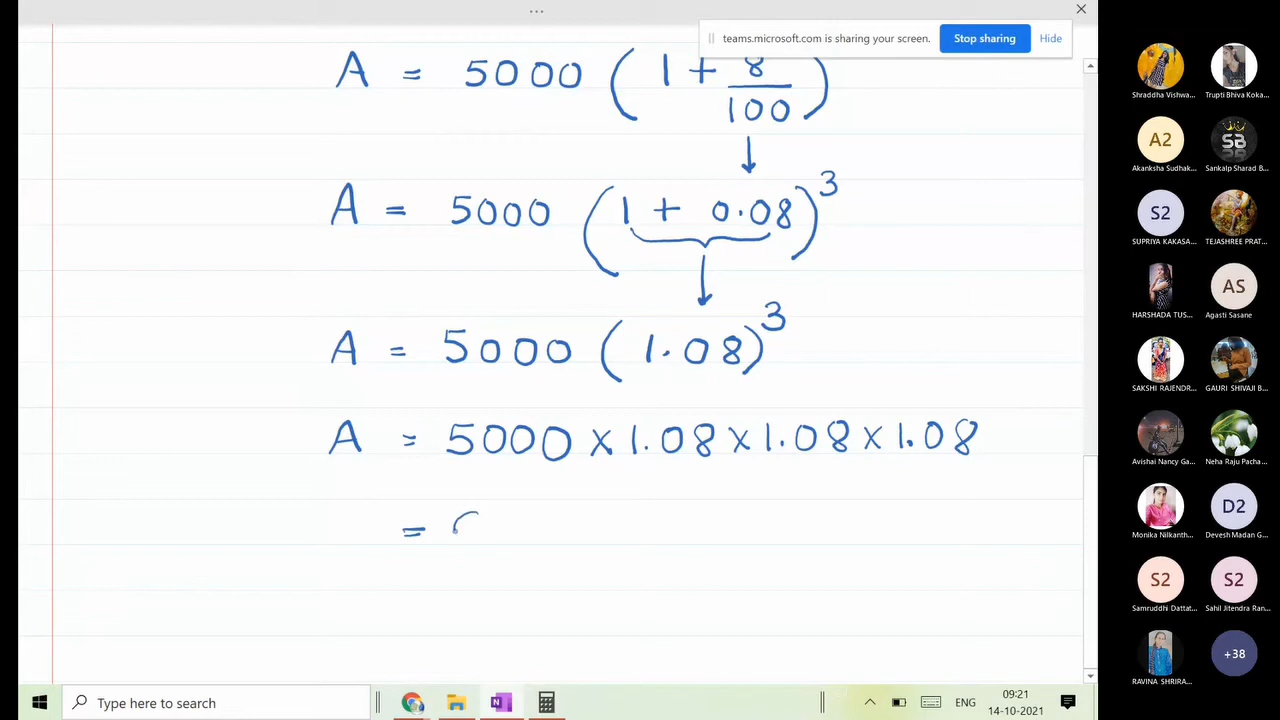 ...
teams.microsoft.com is sharing your screen. Stop sharing Hide
A = 5000 (1 + 8/100)
A = 5000 (1 + 0.08)³
A = 5000 (1.08)³
A = 5000 × 1.08 × 1.08 × 1.08
=
Shraddha Vishwa... Trupti Bhiva Koka...
A2
Akanksha Sudhak... Sankalp Sharad B...
SB
S2
SUPRIYA KAKASA... TEJASHREE PRAT...
AS
HARSHADA TUS... Agasti Sasane
SAKSHI RAJENDR... GAURI SHIVAJI B...
Avishai Nancy Ga... Neha Raju Pacha...
D2
Monika Nilkanth... Devesh Madan G...
S2 S2
Samruddhi Dattat... Sahil Jitendra Ran...
+38
RAVINA SHRIRA...
Type here to search
ENG
09:21
14-10-2021